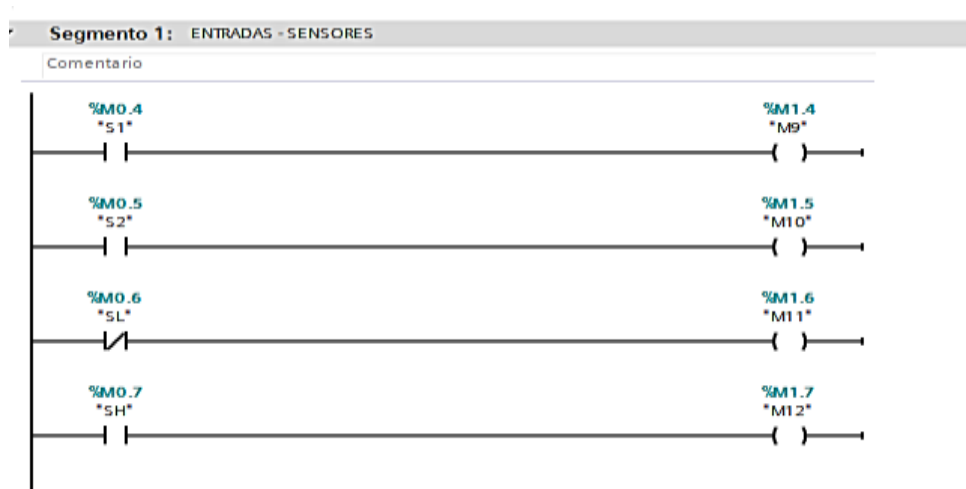 Segmento 1: ENTRADAS - SENSORES
Comentario
%M0.4 %M1.4
"S1" "M9"
%M0.5 %M1.5
"S2" "M10"
%M0.6 %M1.6
"SL" "M11"
%M0.7 %M1.7
"SH" "M12"